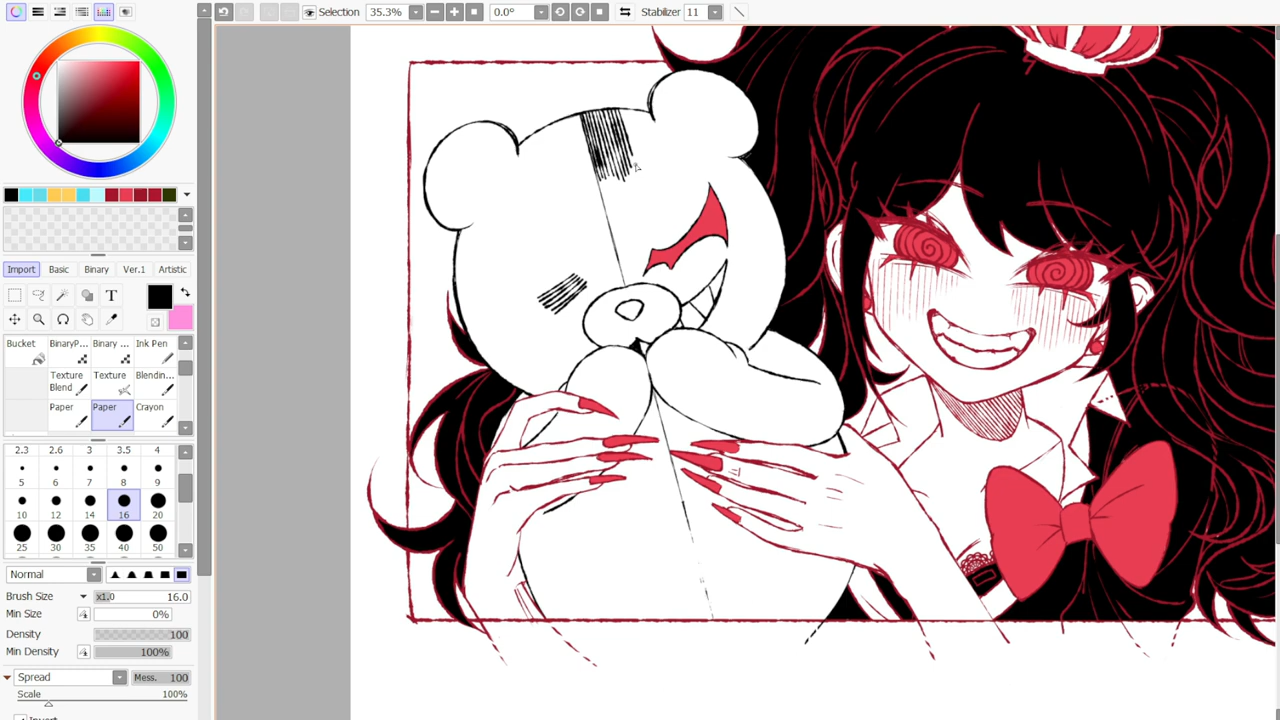 Selection 35.3% 0.0° Stabilizer 11
Import Basic Binary Ver.1 Artistic
T
Bucket BinaryP... Binary ... Ink Pen
Texture Blend Texture Blendin...
Paper Paper Crayon
2.3 2.6 3 3.5 4
5 6 7 8 9
10 12 14 16 20
25 30 35 40 50
Normal
Brush Size x1.0 16.0
Min Size 0%
Density 100
Min Density 100%
Spread Mess. 100
Scale 100%